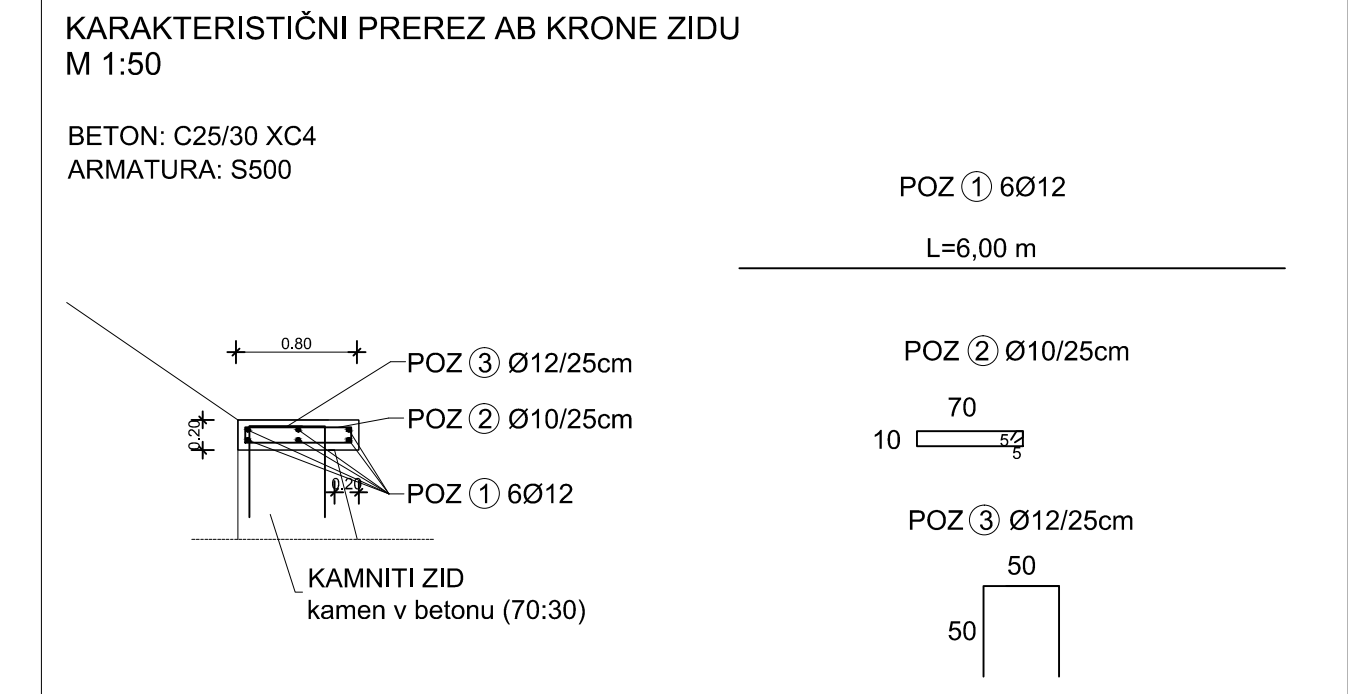 KARAKTERISTIČNI PREREZ AB KRONE ZIDU
M 1:50
BETON: C25/30 XC4
ARMATURA: S500
0.80
0.20
POZ 3 Ø12/25cm
POZ 2 Ø10/25cm
0.20
POZ 1 6Ø12
KAMNITI ZID
kamen v betonu (70:30)
POZ 1 6Ø12
L=6,00 m
POZ 2 Ø10/25cm
70
10
5
5
POZ 3 Ø12/25cm
50
50